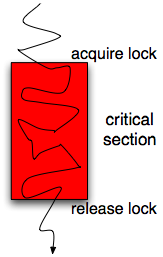 acquire lock
critical
section
release lock